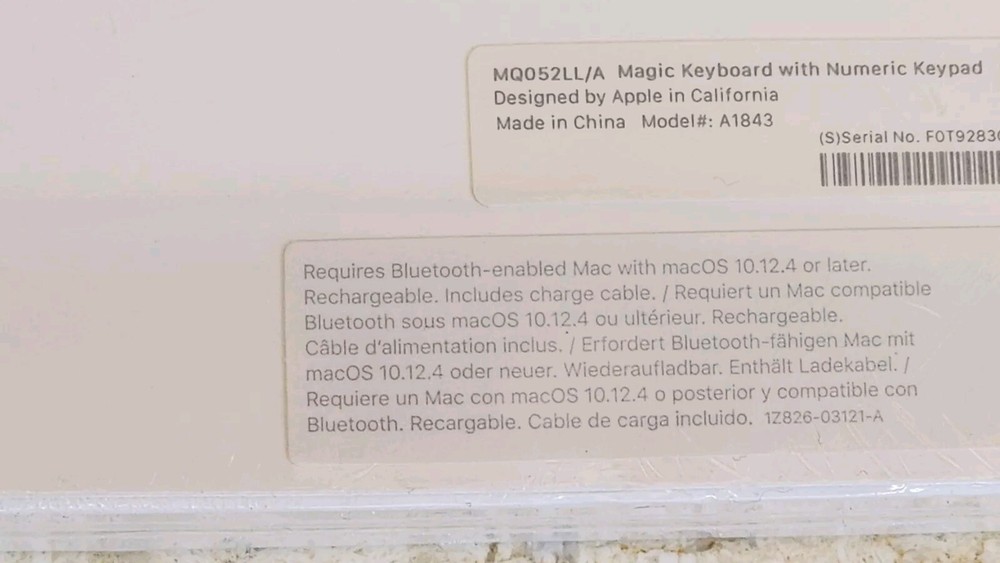 MQ052LL/A Magic Keyboard with Numeric Keypad
Designed by Apple in California
Made in China Model#: A1843
(S)Serial No. F0T9283
Requires Bluetooth-enabled Mac with macOS 10.12.4 or later.
Rechargeable. Includes charge cable. / Requiert un Mac compatible
Bluetooth sous macOS 10.12.4 ou ultérieur. Rechargeable.
Câble d'alimentation inclus. / Erfordert Bluetooth-fähigen Mac mit
macOS 10.12.4 oder neuer. Wiederaufladbar. Enthält Ladekabel. /
Requiere un Mac con macOS 10.12.4 o posterior y compatible con
Bluetooth. Recargable. Cable de carga incluido. 1Z826-03121-A